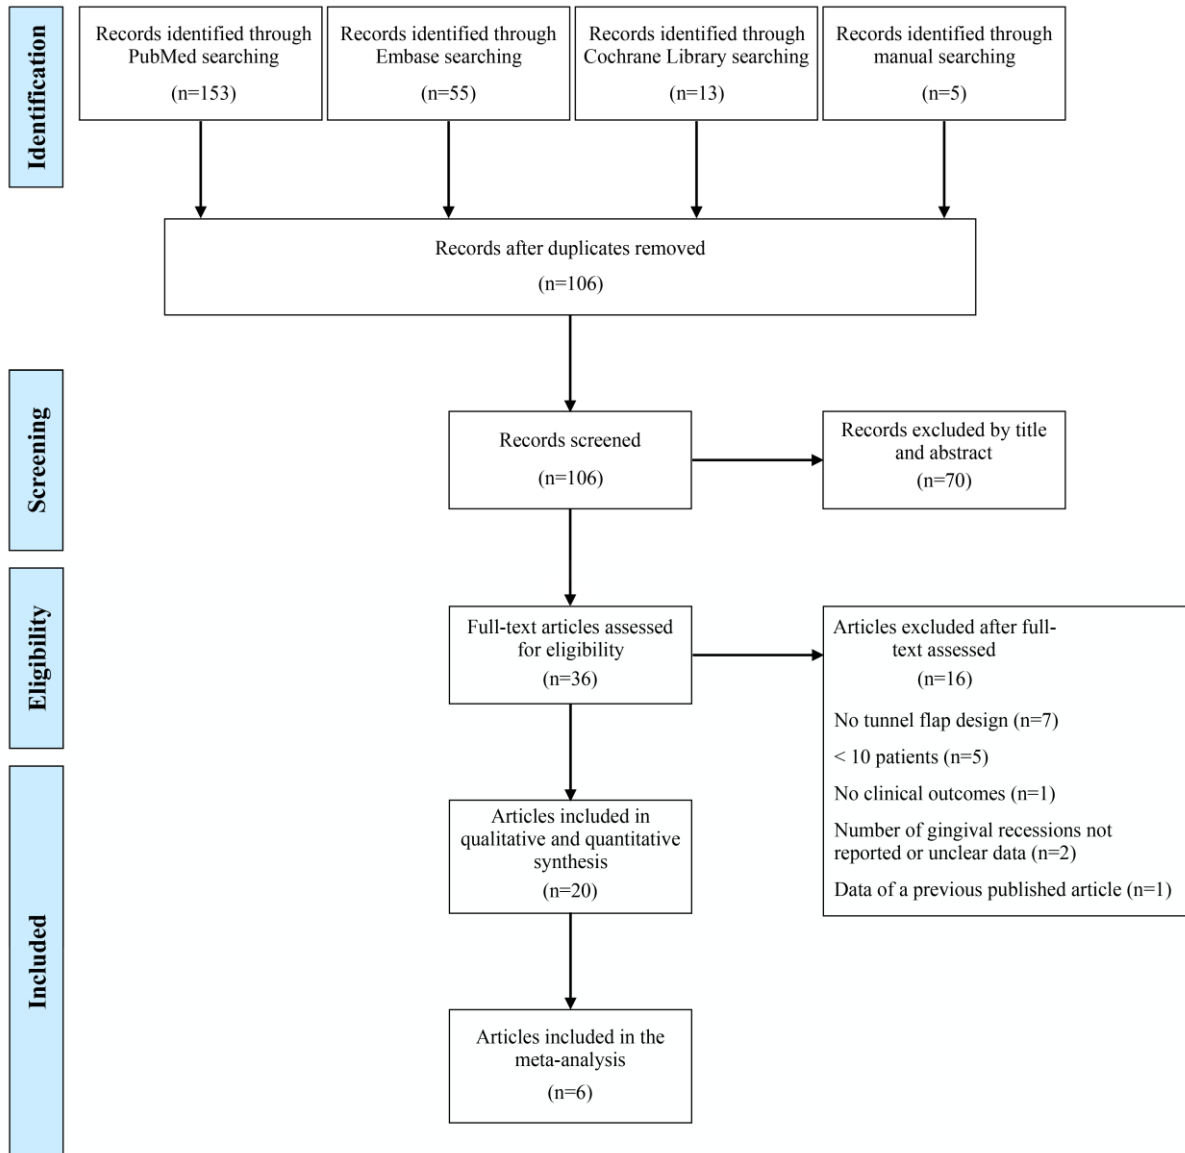 Identification
Records identified through
PubMed searching
(n=153)
Records identified through
Embase searching
(n=55)
Records identified through
Cochrane Library searching
(n=13)
Records identified through
manual searching
(n=5)
Records after duplicates removed
(n=106)
Screening
Records screened
(n=106)
Records excluded by title
and abstract
(n=70)
Eligibility
Full-text articles assessed
for eligibility
(n=36)
Articles excluded after full-
text assessed
(n=16)
No tunnel flap design (n=7)
< 10 patients (n=5)
No clinical outcomes (n=1)
Number of gingival recessions not
reported or unclear data (n=2)
Data of a previous published article (n=1)
Included
Articles included in
qualitative and quantitative
synthesis
(n=20)
Articles included in the
meta-analysis
(n=6)